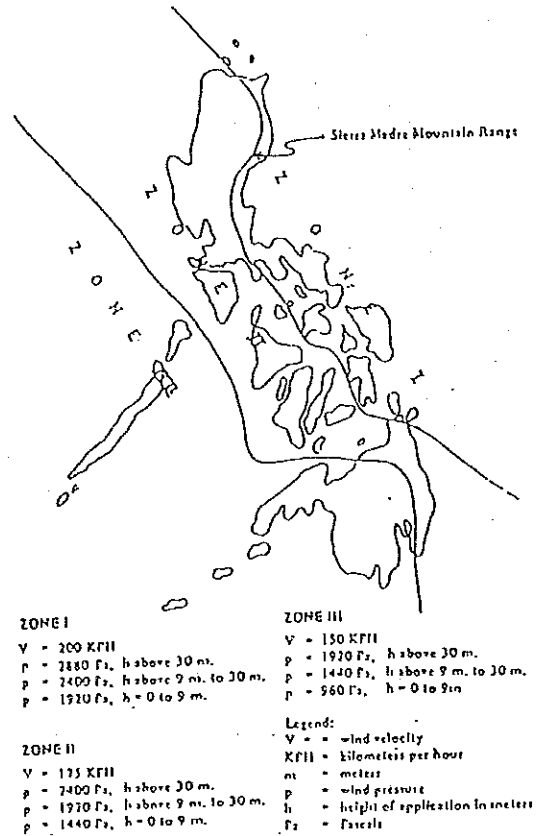 Sierra Madre Mountain Range
Z
Z
ZONE
E
N
ZONE I
V = 200 KPH
p = 2880 Pa, h above 30 m.
p = 2400 Pa, h above 9 m. to 30 m.
p = 1920 Pa, h = 0 to 9 m.
ZONE II
V = 175 KPH
p = 2400 Pa, h above 30 m.
p = 1920 Pa, h above 9 m. to 30 m.
p = 1440 Pa, h = 0 to 9 m.
ZONE III
V = 150 KPH
p = 1920 Pa, h above 30 m.
p = 1440 Pa, h above 9 m. to 30 m.
p = 960 Pa, h = 0 to 9m
Legend:
V = wind velocity
KPH = kilometers per hour
m = meters
p = wind pressure
h = height of application in meters
Pa = Pascals